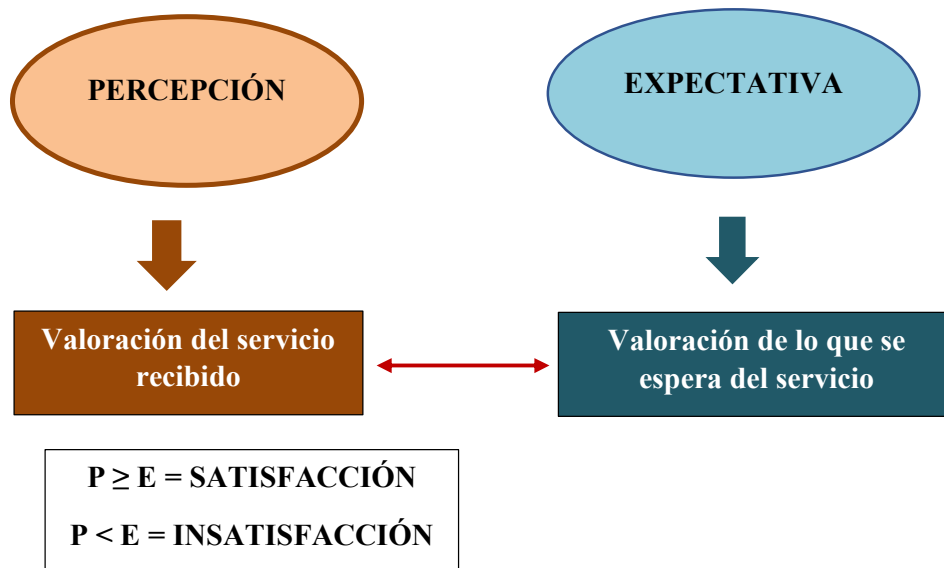 PERCEPCIÓN
EXPECTATIVA
Valoración del servicio
recibido
Valoración de lo que se
espera del servicio
P ≥ E = SATISFACCIÓN
P < E = INSATISFACCIÓN